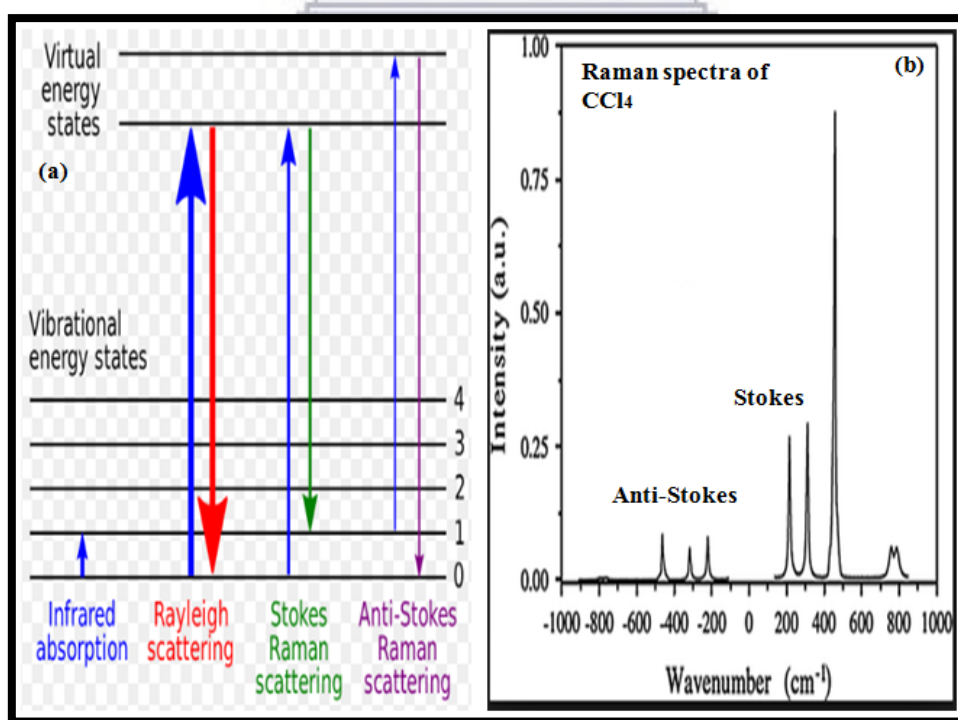 Virtual
energy
states
(a)
Vibrational
energy states
4
3
2
1
0
Infrared
absorption
Rayleigh
scattering
Stokes
Raman
scattering
Anti-Stokes
Raman
scattering
(b)
Raman spectra of
CCl4
Stokes
Anti-Stokes
Intensity (a.u.)
1.00
0.75
0.50
0.25
0.00
-1000 -800 -600 -400 -200 0 200 400 600 800 1000
Wavenumber (cm-1)